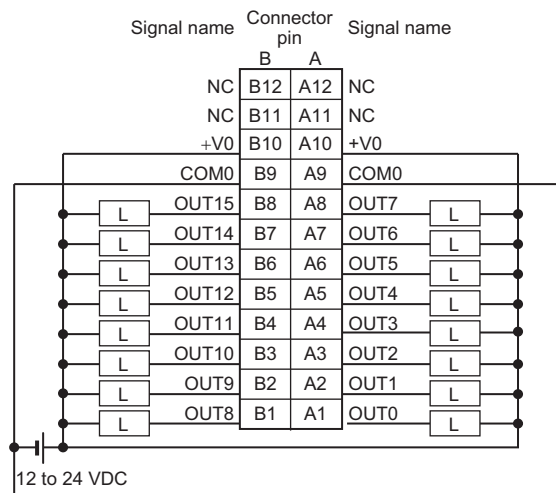 Signal name Connector pin Signal name
B A
NC B12 A12 NC
NC B11 A11 NC
+V0 B10 A10 +V0
COM0 B9 A9 COM0
L OUT15 B8 A8 OUT7 L
L OUT14 B7 A7 OUT6 L
L OUT13 B6 A6 OUT5 L
L OUT12 B5 A5 OUT4 L
L OUT11 B4 A4 OUT3 L
L OUT10 B3 A3 OUT2 L
L OUT9 B2 A2 OUT1 L
L OUT8 B1 A1 OUT0 L
12 to 24 VDC